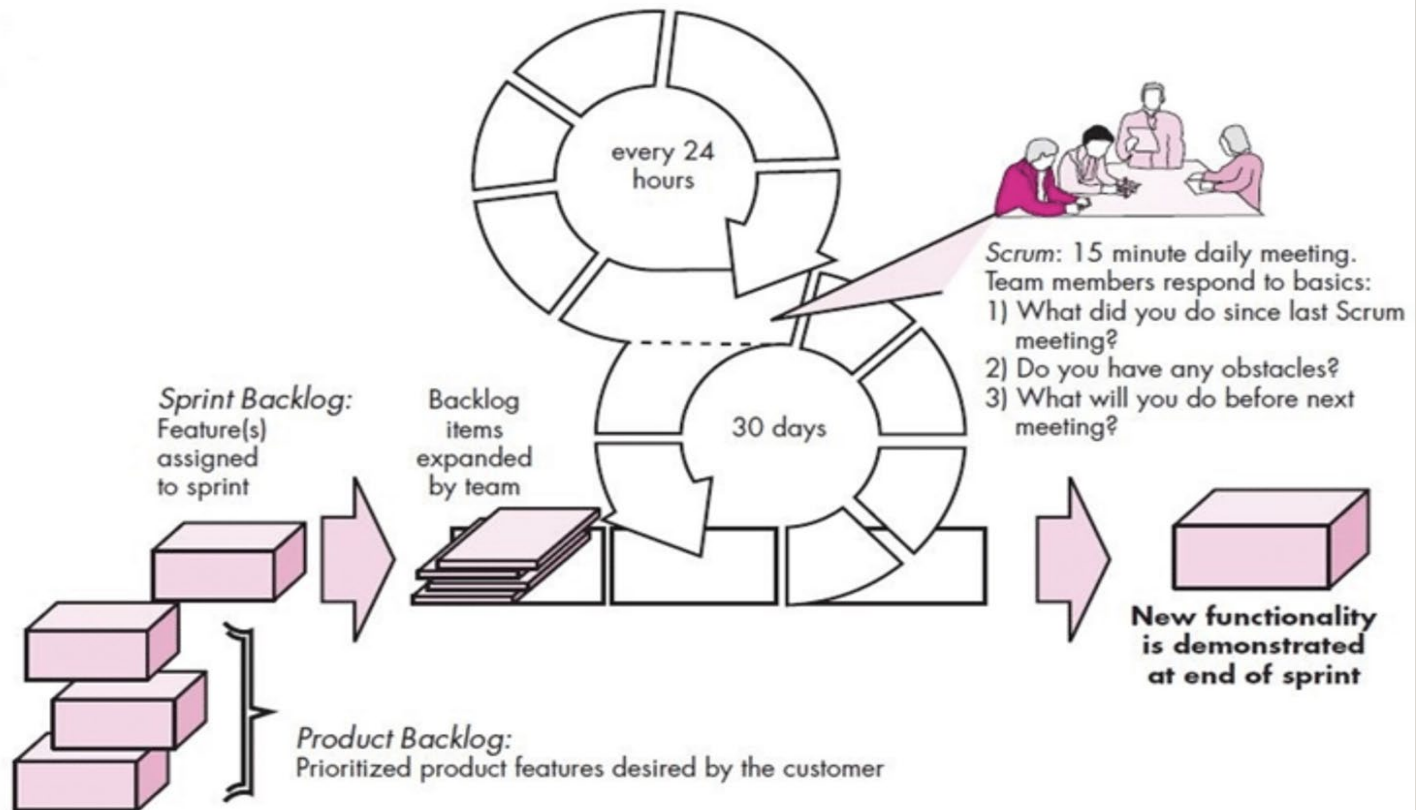 every 24
hours
Scrum: 15 minute daily meeting.
Team members respond to basics:
1) What did you do since last Scrum
meeting?
2) Do you have any obstacles?
3) What will you do before next
meeting?
Sprint Backlog:
Feature(s)
assigned
to sprint
Backlog
items
expanded
by team
30 days
New functionality
is demonstrated
at end of sprint
Product Backlog:
Prioritized product features desired by the customer